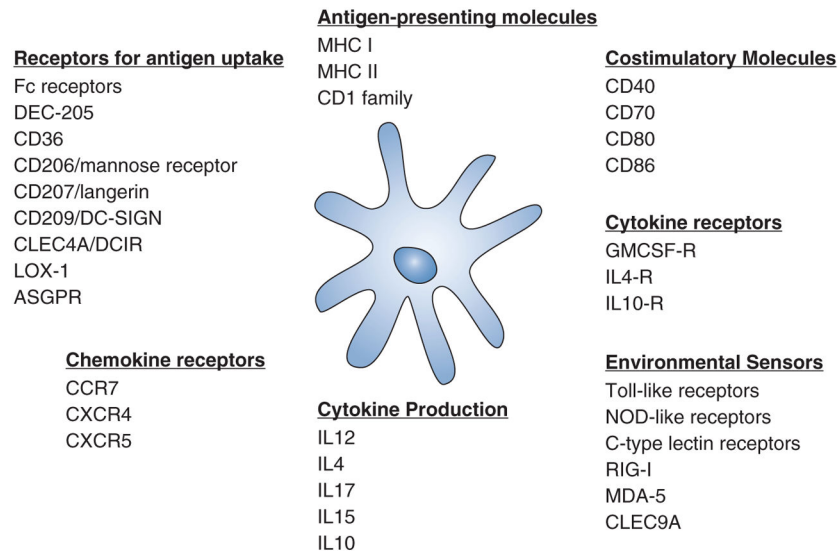 Antigen-presenting molecules
MHC I
MHC II
CD1 family
Receptors for antigen uptake
Fc receptors
DEC-205
CD36
CD206/mannose receptor
CD207/langerin
CD209/DC-SIGN
CLEC4A/DCIR
LOX-1
ASGPR
Costimulatory Molecules
CD40
CD70
CD80
CD86
Cytokine receptors
GMCSF-R
IL4-R
IL10-R
Chemokine receptors
CCR7
CXCR4
CXCR5
Cytokine Production
IL12
IL4
IL17
IL15
IL10
Environmental Sensors
Toll-like receptors
NOD-like receptors
C-type lectin receptors
RIG-I
MDA-5
CLEC9A